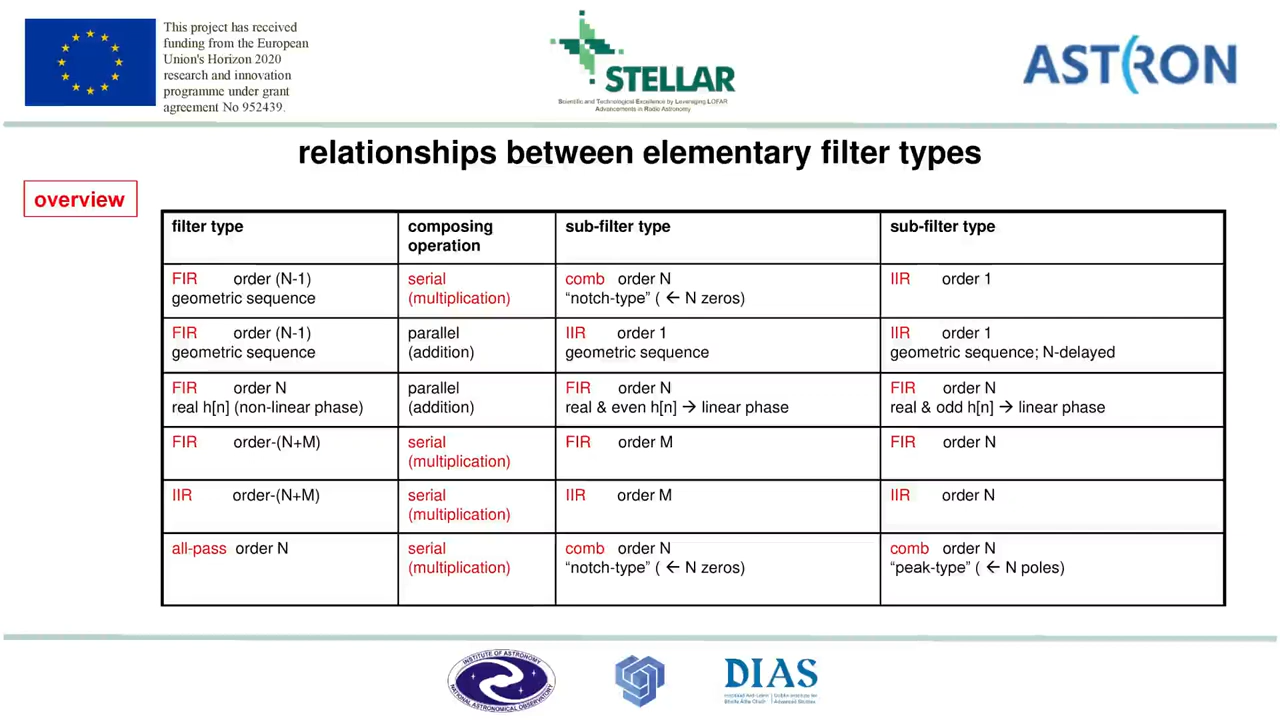 This project has received
funding from the European
Union's Horizon 2020
research and innovation
programme under grant
agreement No 952439.
STELLAR
Scientific and Technological Excellence by Leveraging LOFAR
Advancements in Radio Astronomy
ASTRON
relationships between elementary filter types
overview
filter type composing operation sub-filter type sub-filter type
FIR order (N-1) serial comb order N IIR order 1
geometric sequence (multiplication) “notch-type” ( ← N zeros)
FIR order (N-1) parallel IIR order 1 IIR order 1
geometric sequence (addition) geometric sequence geometric sequence; N-delayed
FIR order N parallel FIR order N FIR order N
real h[n] (non-linear phase) (addition) real & even h[n] → linear phase real & odd h[n] → linear phase
FIR order-(N+M) serial FIR order M FIR order N
(multiplication)
IIR order-(N+M) serial IIR order M IIR order N
(multiplication)
all-pass order N serial comb order N comb order N
(multiplication) “notch-type” ( ← N zeros) “peak-type” ( ← N poles)
INSTITUTE OF ASTRONOMY
NATIONAL ASTRONOMICAL OBSERVATORY
DIAS